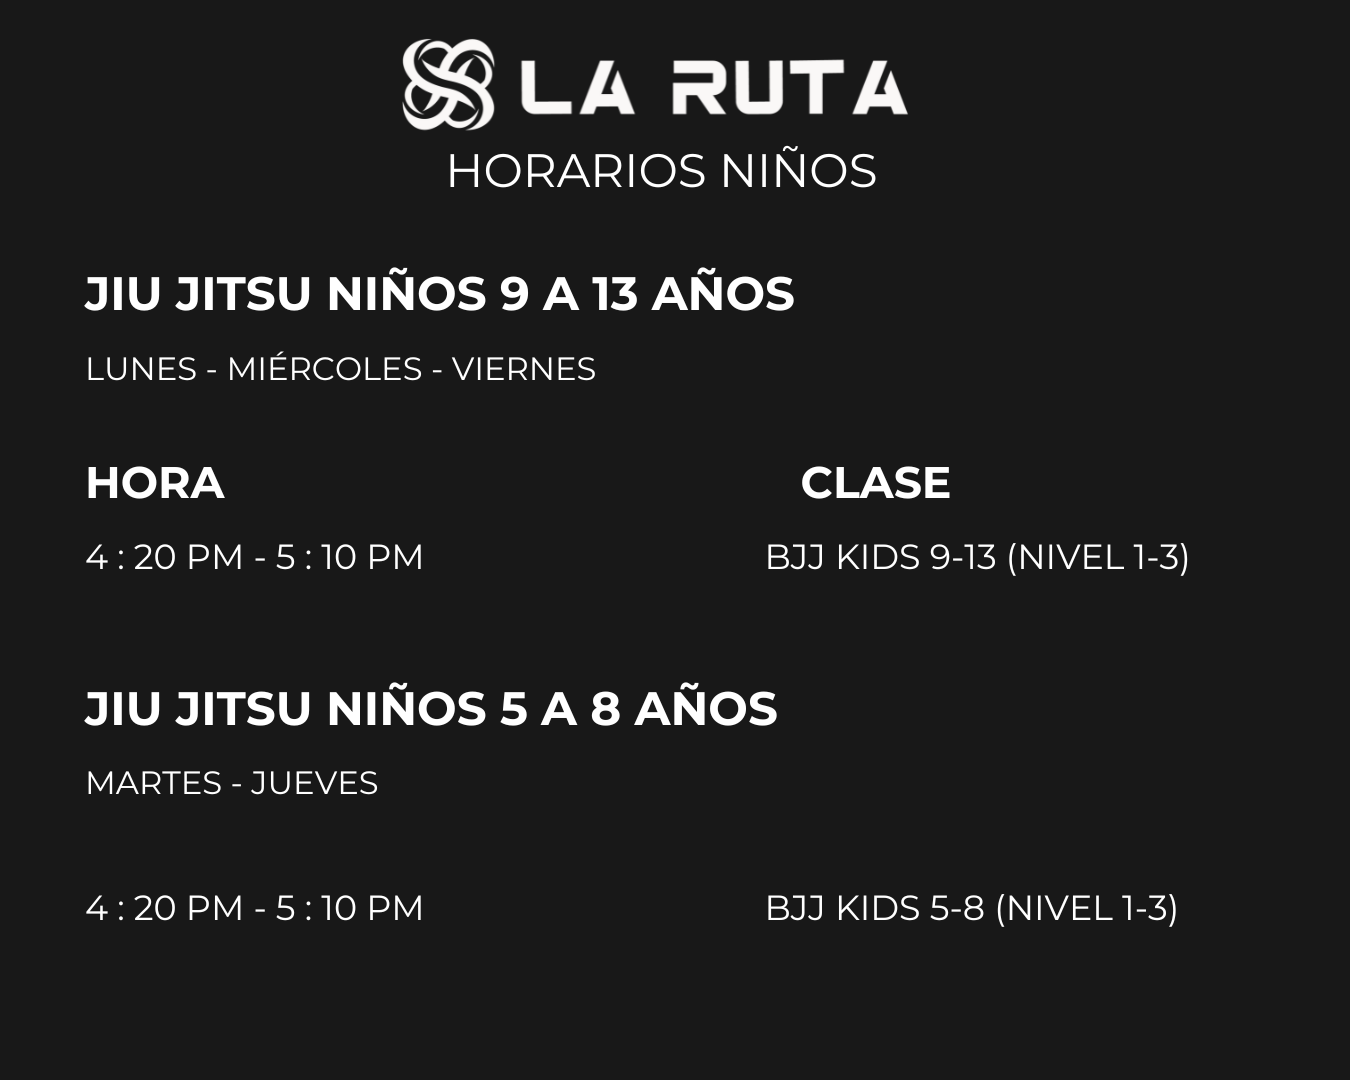 LA RUTA
HORARIOS NIÑOS
JIU JITSU NIÑOS 9 A 13 AÑOS
LUNES - MIÉRCOLES - VIERNES
HORA CLASE
4 : 20 PM - 5 : 10 PM BJJ KIDS 9-13 (NIVEL 1-3)
JIU JITSU NIÑOS 5 A 8 AÑOS
MARTES - JUEVES
4 : 20 PM - 5 : 10 PM BJJ KIDS 5-8 (NIVEL 1-3)